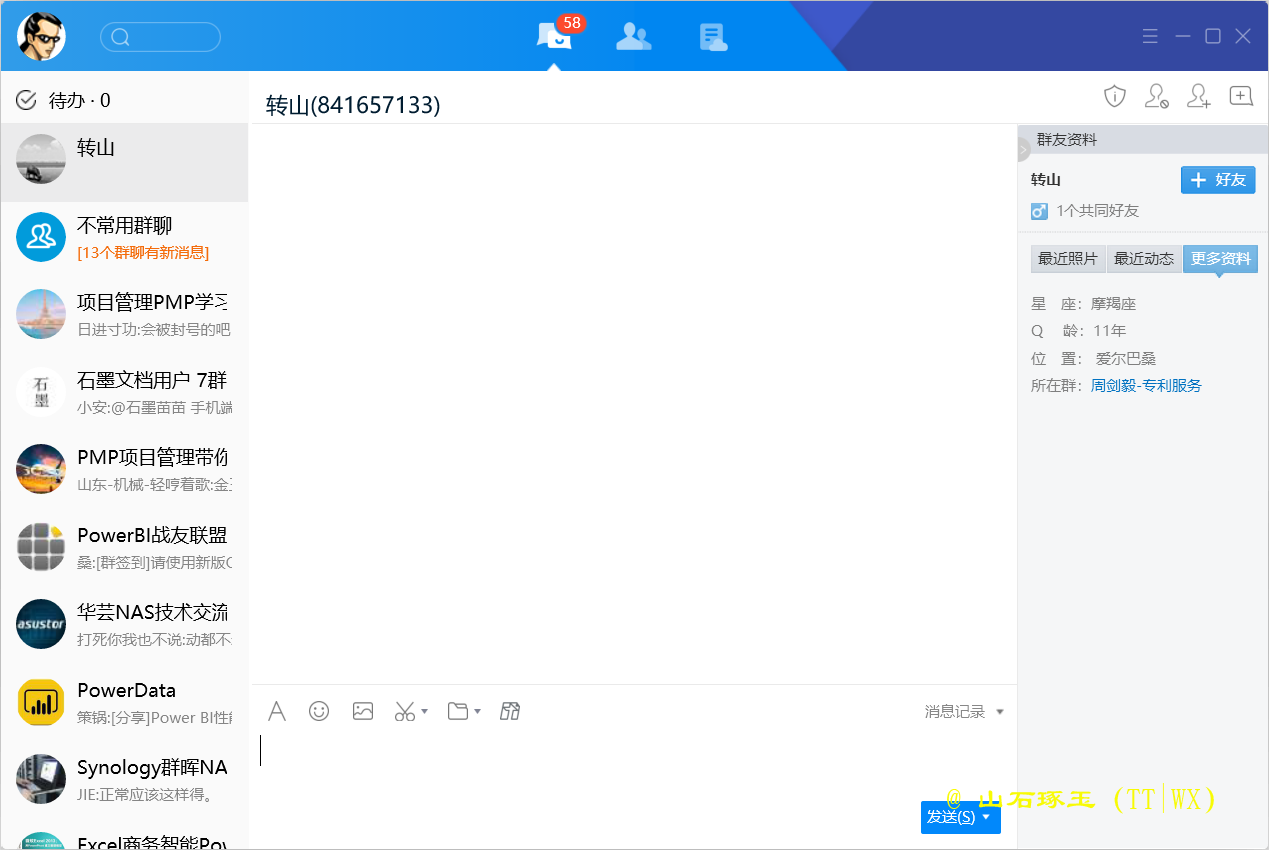 58
待办 · 0
转山
不常用群聊
[13个群聊有新消息]
项目管理PMP学习
日进寸功:会被封号的吧
石墨
石墨文档用户 7群
小安:@石墨苗苗 手机端
PMP项目管理带你
山东-机械-轻哼着歌:金玉
PowerBI战友联盟
燊:[群签到]请使用新版Q
asustor
华芸NAS技术交流
打死你我也不说:动都不
PowerData
策锅:[分享]Power BI性能
Synology群晖NA
JIE:正常应该这样得。
Excel商务智能Pow
转山(841657133)
群友资料
转山
好友
1个共同好友
最近照片 最近动态 更多资料
星 座: 摩羯座
Q 龄: 11年
位 置: 爱尔巴桑
所在群: 周剑毅-专利服务
消息记录
发送(S)
@ 山石琢玉 (TT|WX)